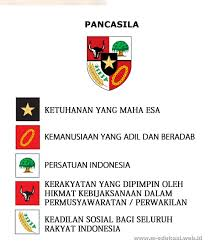 PANCASILA
KETUHANAN YANG MAHA ESA
KEMANUSIAAN YANG ADIL DAN BERADAB
PERSATUAN INDONESIA
KERAKYATAN YANG DIPIMPIN OLEH
HIKMAT KEBIJAKSANAAN DALAM
PERMUSYAWARATAN / PERWAKILAN
KEADILAN SOSIAL BAGI SELURUH
RAKYAT INDONESIA